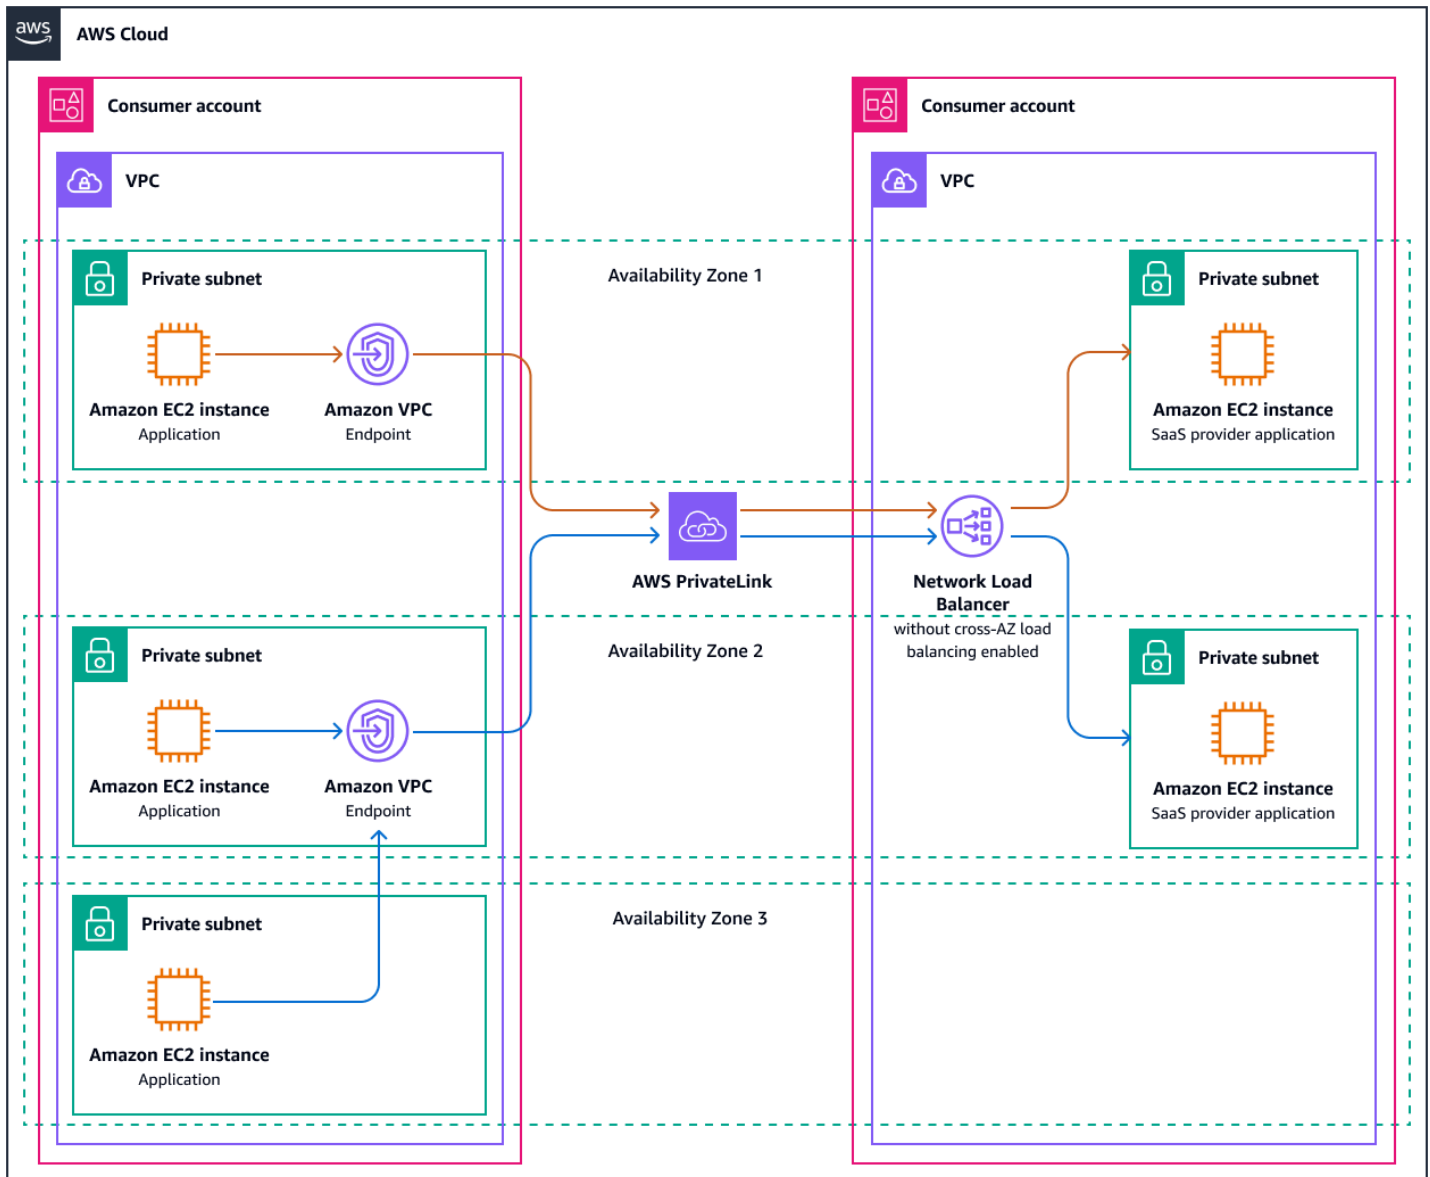 aws
AWS Cloud
Consumer account
VPC
Private subnet
Amazon EC2 instance
Application
Amazon VPC
Endpoint
Private subnet
Amazon EC2 instance
Application
Amazon VPC
Endpoint
Private subnet
Amazon EC2 instance
Application
Availability Zone 1
AWS PrivateLink
Availability Zone 2
Availability Zone 3
Consumer account
VPC
Network Load
Balancer
without cross-AZ load
balancing enabled
Private subnet
Amazon EC2 instance
SaaS provider application
Private subnet
Amazon EC2 instance
SaaS provider application